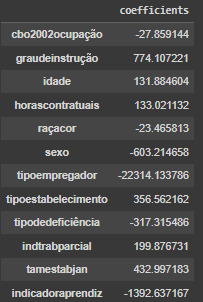 coefficients
cbo2002ocupação -27.859144
graudeinstrução 774.107221
idade 131.884604
horascontratuais 133.021132
raçacor -23.465813
sexo -603.214658
tipoempregador -22314.133786
tipoestabelecimento 356.562162
tipodedeficiência -317.315486
indtrabparcial 199.876731
tamestabjan 432.997183
indicadoraprendiz -1392.637167